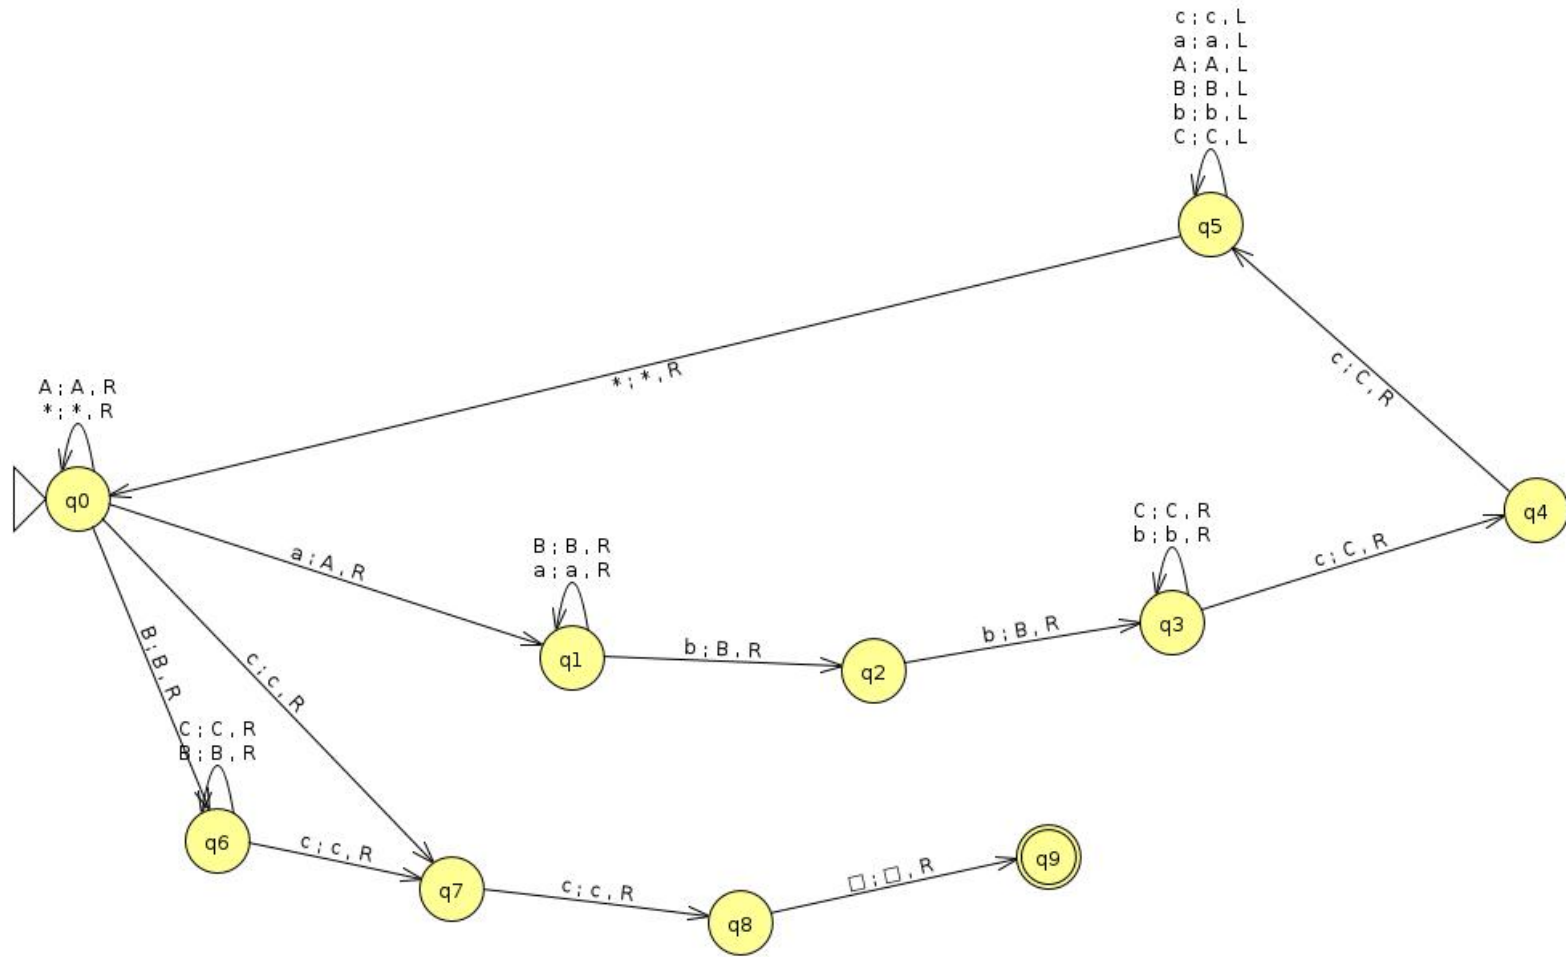 c ; c , L
a ; a , L
A ; A , L
B ; B , L
b ; b , L
C ; C , L
q5
* ; * , R
c ; C , R
A ; A , R
* ; * , R
q0
C ; C , R
b ; b , R
q4
a ; A , R
B ; B , R
a ; a , R
c ; C , R
q3
b ; B , R
b ; B , R
q1
q2
B ; B , R
c ; c , R
C ; C , R
B ; B , R
q6
c ; c , R
q7
c ; c , R
□ ; □ , R
q9
q8